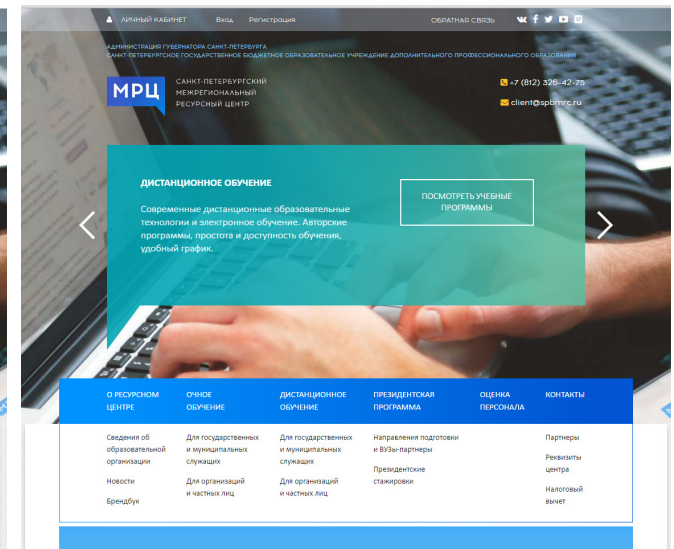 ЛИЧНЫЙ КАБИНЕТ Вход Регистрация ОБРАТНАЯ СВЯЗЬ
АДМИНИСТРАЦИЯ ГУБЕРНАТОРА САНКТ-ПЕТЕРБУРГА
САНКТ-ПЕТЕРБУРГСКОЕ ГОСУДАРСТВЕННОЕ БЮДЖЕТНОЕ ОБРАЗОВАТЕЛЬНОЕ УЧРЕЖДЕНИЕ ДОПОЛНИТЕЛЬНОГО ПРОФЕССИОНАЛЬНОГО ОБРАЗОВАНИЯ
МРЦ
САНКТ-ПЕТЕРБУРГСКИЙ
МЕЖРЕГИОНАЛЬНЫЙ
РЕСУРСНЫЙ ЦЕНТР
+7 (812) 326-42-75
client@spbmrc.ru
ДИСТАНЦИОННОЕ ОБУЧЕНИЕ
Современные дистанционные образовательные
технологии и электронное обучение. Авторские
программы, простота и доступность обучения,
удобный график.
ПОСМОТРЕТЬ УЧЕБНЫЕ
ПРОГРАММЫ
О РЕСУРСНОМ
ЦЕНТРЕ
ОЧНОЕ
ОБУЧЕНИЕ
ДИСТАНЦИОННОЕ
ОБУЧЕНИЕ
ПРЕЗИДЕНТСКАЯ
ПРОГРАММА
ОЦЕНКА
ПЕРСОНАЛА
КОНТАКТЫ
Сведения об
образовательной
организации
Новости
Брендбук
Для государственных
и муниципальных
служащих
Для организаций
и частных лиц
Для государственных
и муниципальных
служащих
Для организаций
и частных лиц
Направления подготовки
и ВУЗы-партнеры
Президентские
стажировки
Партнеры
Реквизиты
центра
Налоговый
вычет